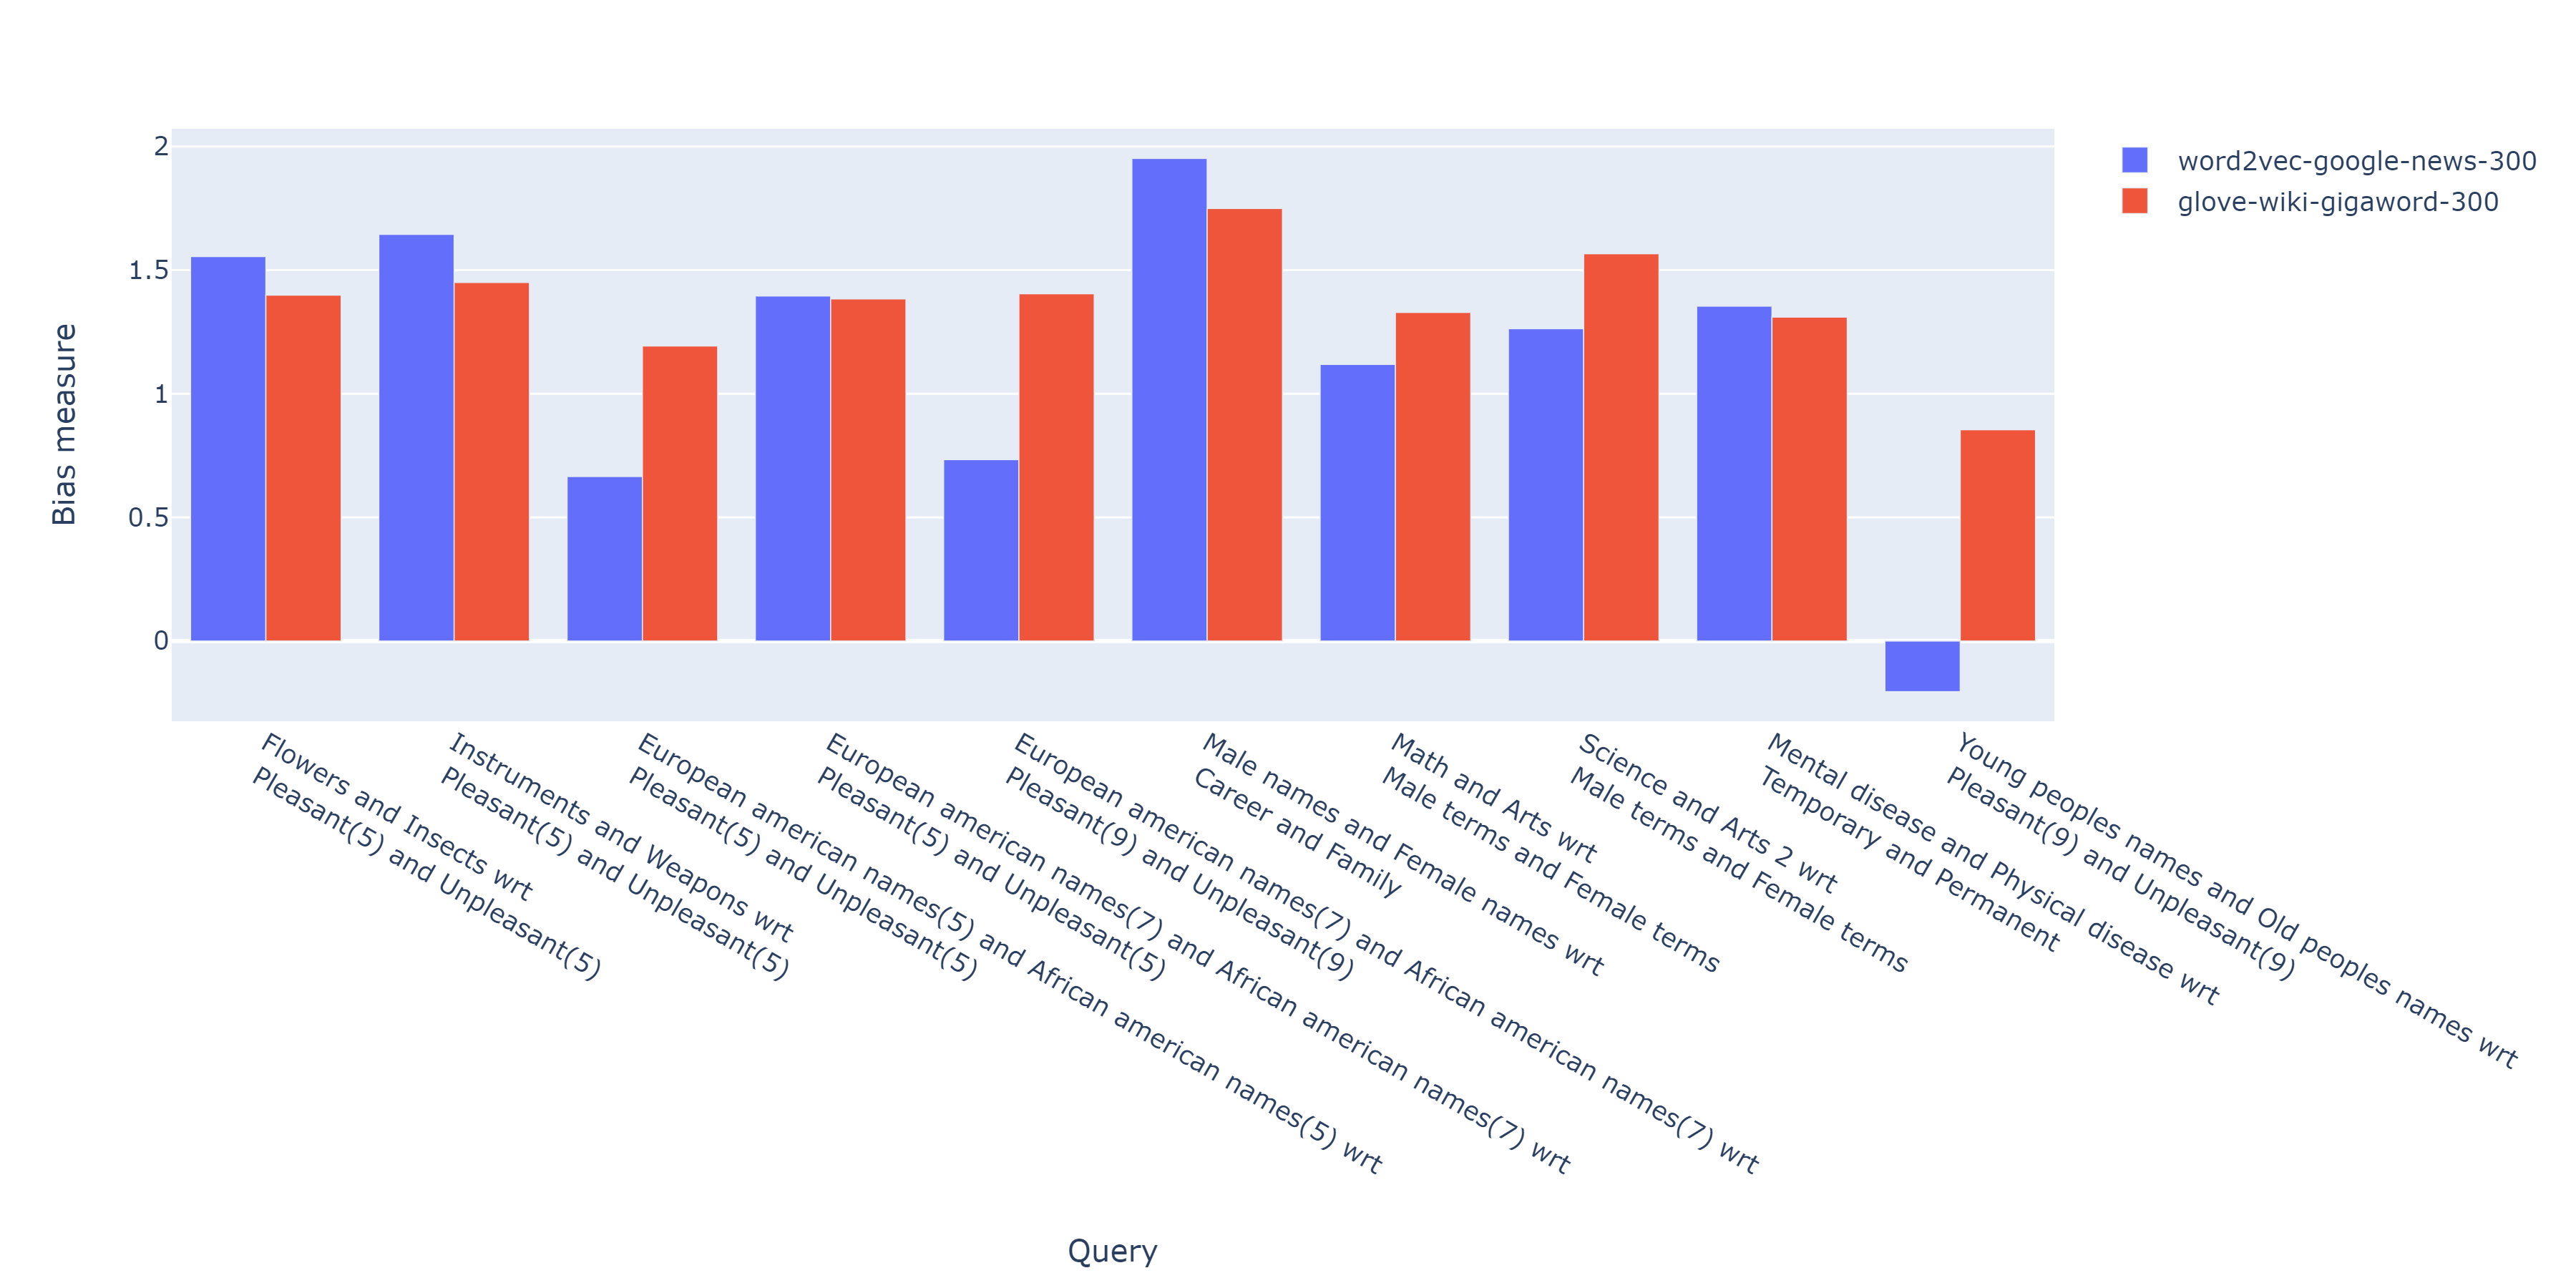 2
1.5
1
0.5
0
Bias measure
word2vec-google-news-300
glove-wiki-gigaword-300
Flowers and Insects wrt
Pleasant(5) and Unpleasant(5)
Instruments and Weapons wrt
Pleasant(5) and Unpleasant(5)
European american names(5) and African american names(5) wrt
Pleasant(5) and Unpleasant(5)
European american names(7) and African american names(7) wrt
Pleasant(5) and Unpleasant(5)
European american names(7) and African american names(7) wrt
Pleasant(9) and Unpleasant(9)
Male names and Female names wrt
Career and Family
Math and Arts wrt
Male terms and Female terms
Science and Arts 2 wrt
Male terms and Female terms
Mental disease and Physical disease wrt
Temporary and Permanent
Young peoples names and Old peoples names wrt
Pleasant(9) and Unpleasant(9)
Query